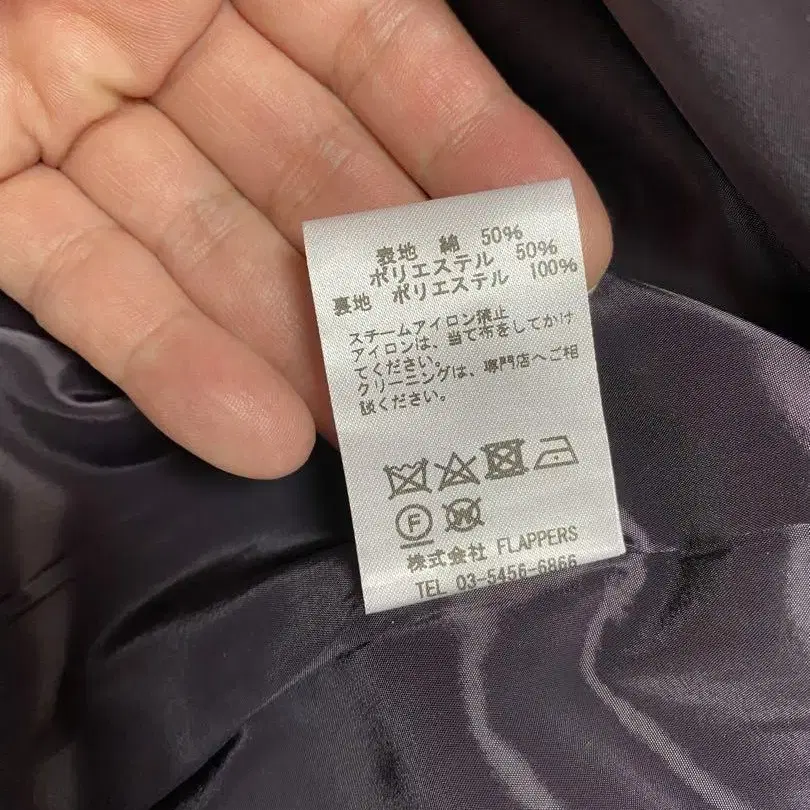 表地 綿 50%
ポリエステル 50%
裏地 ポリエステル 100%
スチームアイロン禁止
アイロンは、当て布をしてかけ
てください。
クリーニングは、専門店へご相
談ください。
F
W
株式会社 FLAPPERS
TEL 03-5456-6866